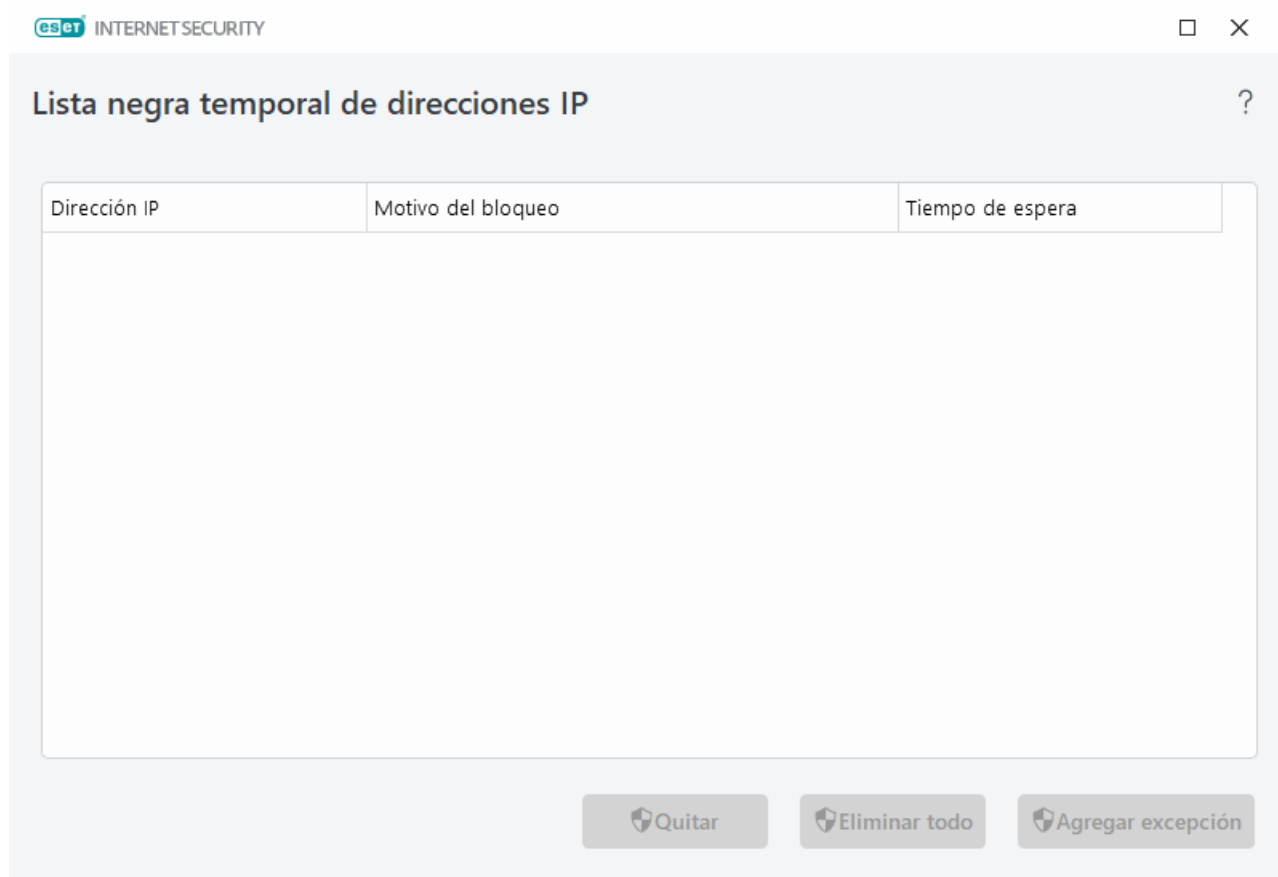 eset INTERNET SECURITY
Lista negra temporal de direcciones IP
?
Dirección IP Motivo del bloqueo Tiempo de espera
Quitar Eliminar todo Agregar excepción